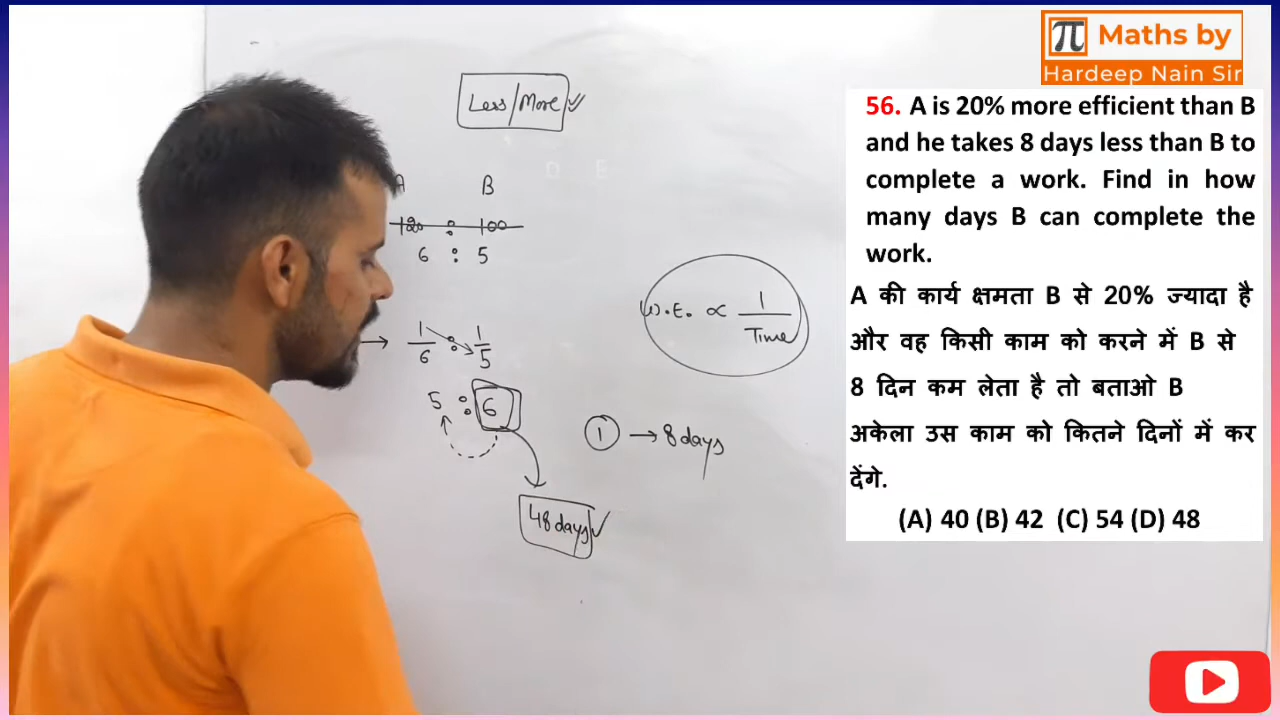 π Maths by
Hardeep Nain Sir
56. A is 20% more efficient than B
and he takes 8 days less than B to
complete a work. Find in how
many days B can complete the
work.
A की कार्य क्षमता B से 20% ज्यादा है
और वह किसी काम को करने में B से
8 दिन कम लेता है तो बताओ B
अकेला उस काम को कितने दिनों में कर
देंगे.
(A) 40 (B) 42 (C) 54 (D) 48
Less/More
A B
120 : 100
6 : 5
W.E. ∝ 1/Time
→ 1/6 : 1/5
5 : 6
1 → 8 days
48 days